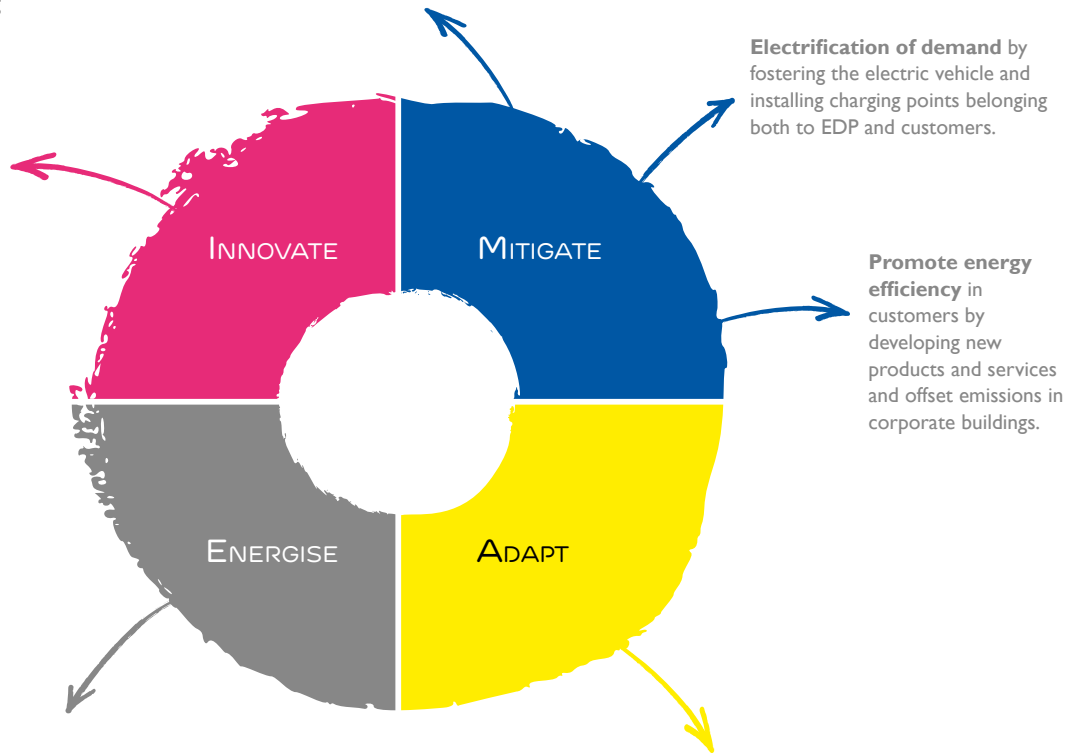 Electrification of demand by
fostering the electric vehicle and
installing charging points belonging
both to EDP and customers.
INNOVATE
MITIGATE
Promote energy
efficiency in
customers by
developing new
products and services
and offset emissions in
corporate buildings.
ENERGISE
ADAPT